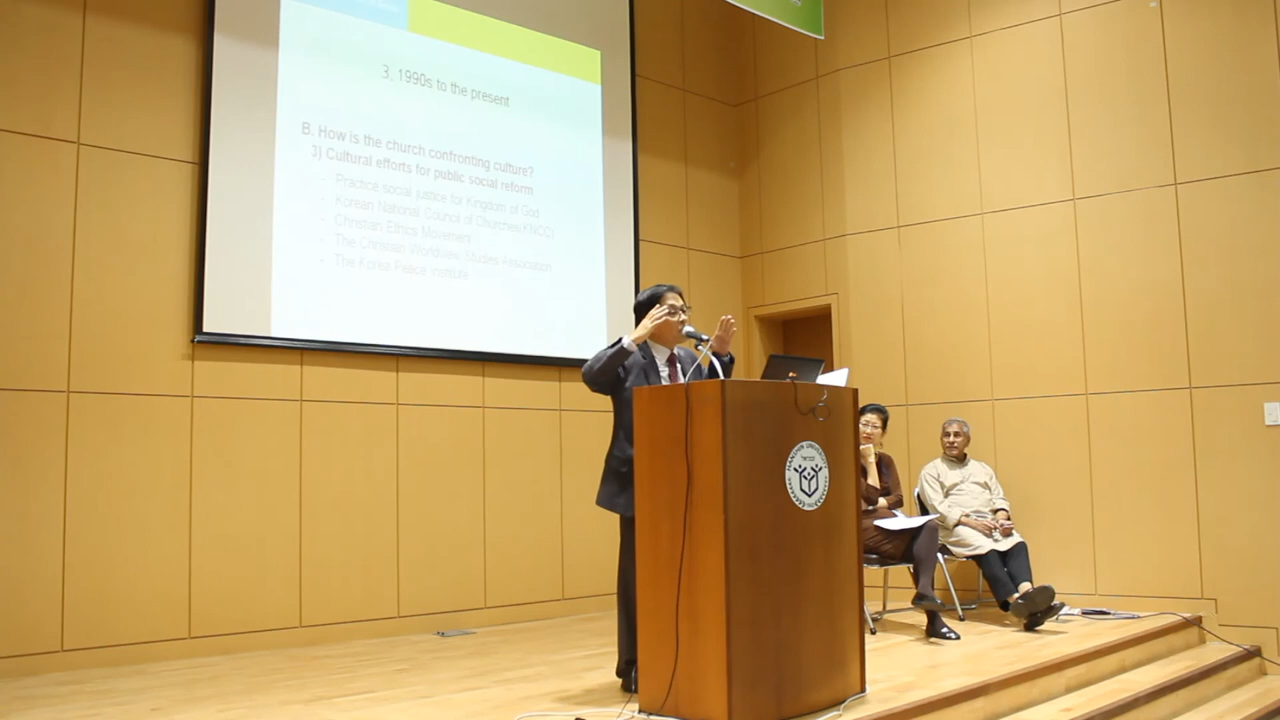 3. 1990s to the present
B. How is the church confronting culture?
3) Cultural efforts for public social reform
- Practice social justice for Kingdom of God
- Korean National Council of Churches(KNCC)
- Christian Ethics Movement
- The Christian Worldview Studies Association
- The Korea Peace Institute
HANSHIN UNIVERSITY